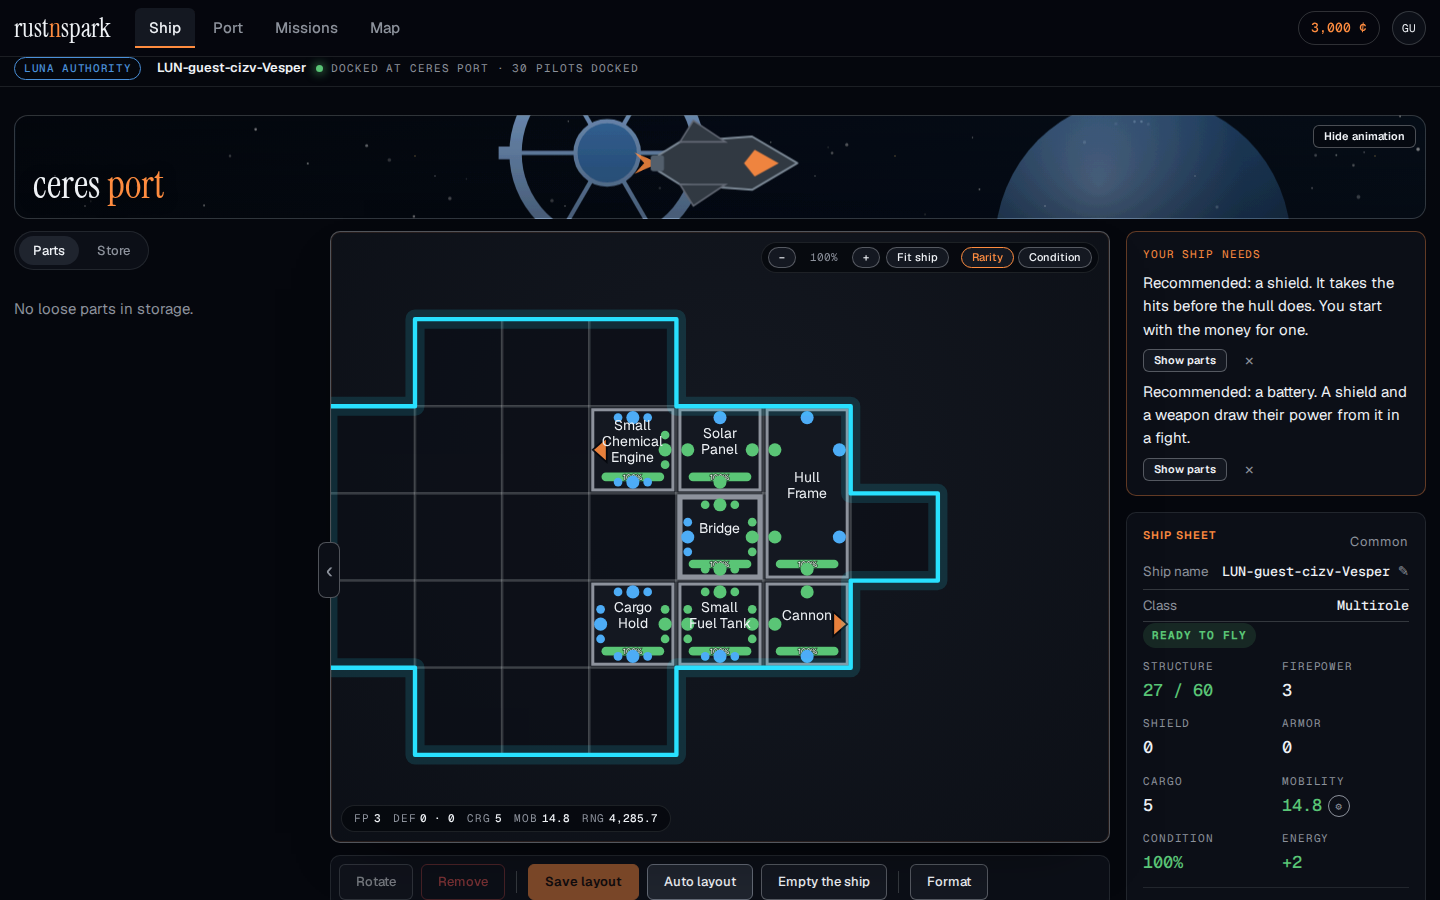 rustnspark
Ship
Port
Missions
Map
3,000 ¢
GU
LUNA AUTHORITY
LUN-guest-cizv-Vesper
DOCKED AT CERES PORT · 30 PILOTS DOCKED
Hide animation
ceres port
Parts
Store
No loose parts in storage.
−
100%
+
Fit ship
Rarity
Condition
Small
Chemical
Engine
Solar
Panel
Hull
Frame
Bridge
Cargo
Hold
Small
Fuel Tank
Cannon
FP 3 DEF 0 · 0 CRG 5 MOB 14.8 RNG 4,285.7
Rotate
Remove
Save layout
Auto layout
Empty the ship
Format
YOUR SHIP NEEDS
Recommended: a shield. It takes the
hits before the hull does. You start
with the money for one.
Show parts
×
Recommended: a battery. A shield and
a weapon draw their power from it in
a fight.
Show parts
×
SHIP SHEET
Common
Ship name LUN-guest-cizv-Vesper
Class Multirole
READY TO FLY
STRUCTURE FIREPOWER
27 / 60 3
SHIELD ARMOR
0 0
CARGO MOBILITY
5 14.8
CONDITION ENERGY
100% +2